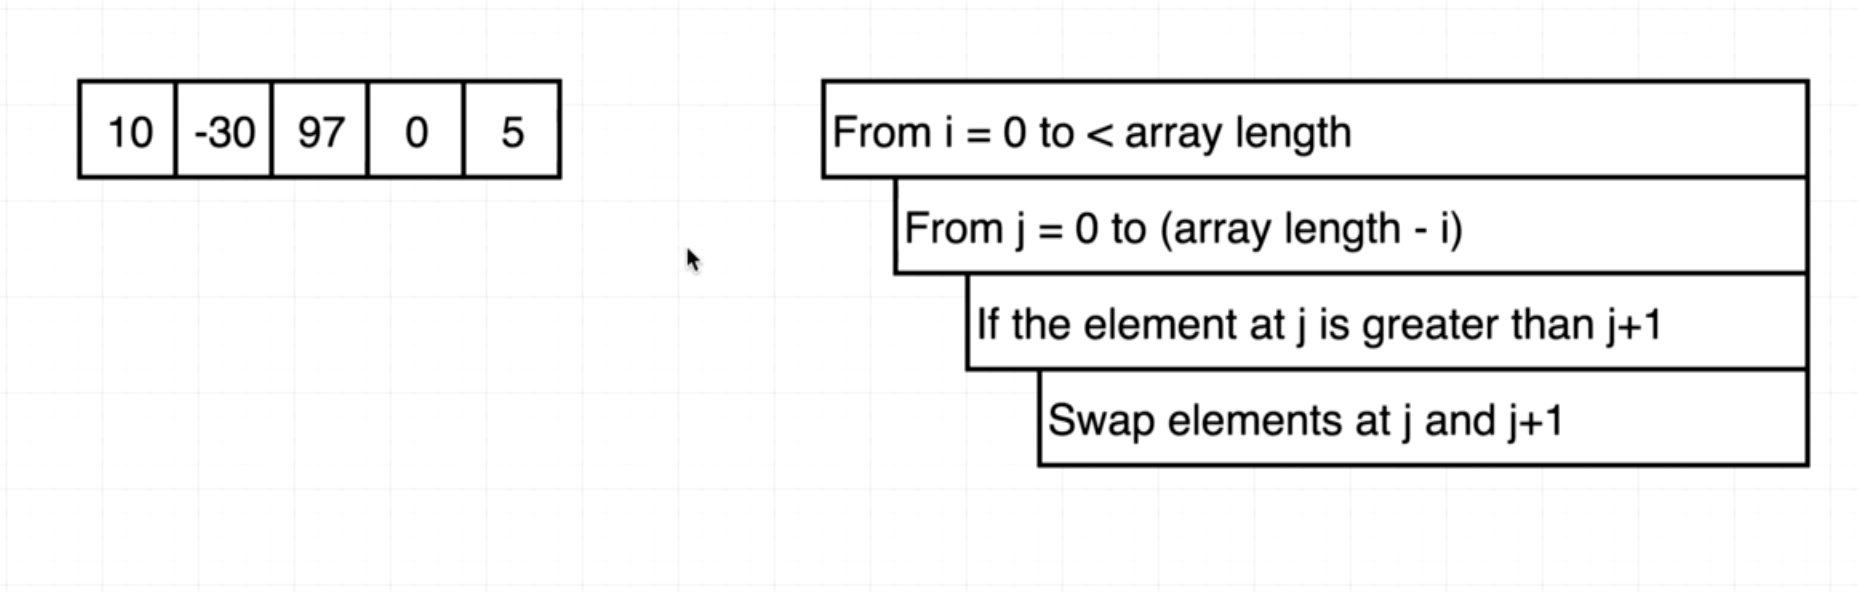 10 -30 97 0 5
From i = 0 to < array length
From j = 0 to (array length - i)
If the element at j is greater than j+1
Swap elements at j and j+1